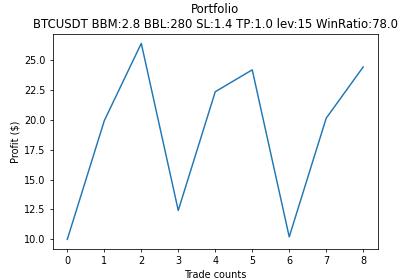 Portfolio
BTCUSDT BBM:2.8 BBL:280 SL:1.4 TP:1.0 lev:15 WinRatio:78.0
Profit ($)
25.0
22.5
20.0
17.5
15.0
12.5
10.0
0 1 2 3 4 5 6 7 8
Trade counts